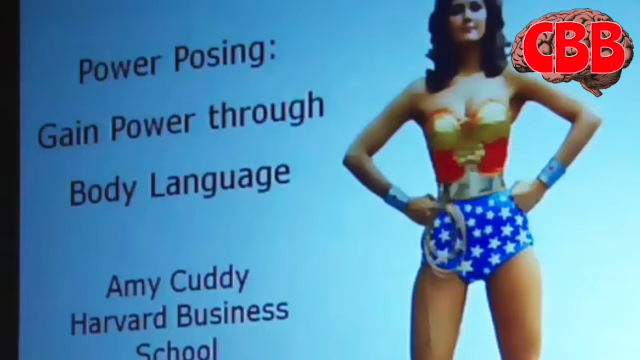 Power Posing:
Gain Power through
Body Language
Amy Cuddy
Harvard Business
School
CBB